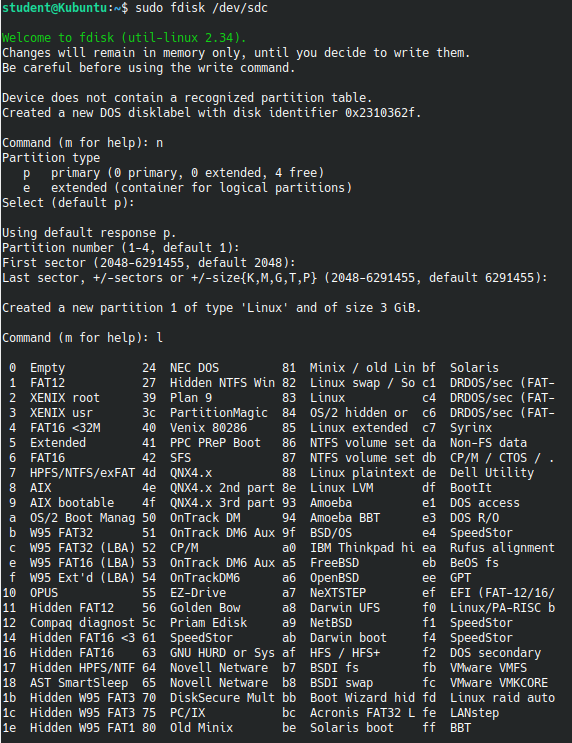 student@Kubuntu:~$ sudo fdisk /dev/sdc
Welcome to fdisk (util-linux 2.34).
Changes will remain in memory only, until you decide to write them.
Be careful before using the write command.
Device does not contain a recognized partition table.
Created a new DOS disklabel with disk identifier 0x2310362f.
Command (m for help): n
Partition type
   p   primary (0 primary, 0 extended, 4 free)
   e   extended (container for logical partitions)
Select (default p):
Using default response p.
Partition number (1-4, default 1):
First sector (2048-6291455, default 2048):
Last sector, +/-sectors or +/-size{K,M,G,T,P} (2048-6291455, default 6291455):
Created a new partition 1 of type 'Linux' and of size 3 GiB.
Command (m for help): l
 0  Empty           24  NEC DOS         81  Minix / old Lin bf  Solaris
 1  FAT12           27  Hidden NTFS Win 82  Linux swap / So c1  DRDOS/sec (FAT-
 2  XENIX root      39  Plan 9          83  Linux           c4  DRDOS/sec (FAT-
 3  XENIX usr       3c  PartitionMagic  84  OS/2 hidden or  c6  DRDOS/sec (FAT-
 4  FAT16 <32M      40  Venix 80286     85  Linux extended  c7  Syrinx
 5  Extended        41  PPC PReP Boot   86  NTFS volume set da  Non-FS data
 6  FAT16           42  SFS             87  NTFS volume set db  CP/M / CTOS / .
 7  HPFS/NTFS/exFAT 4d  QNX4.x          88  Linux plaintext de  Dell Utility
 8  AIX             4e  QNX4.x 2nd part 8e  Linux LVM       df  BootIt
 9  AIX bootable    4f  QNX4.x 3rd part 93  Amoeba          e1  DOS access
 a  OS/2 Boot Manag 50  OnTrack DM      94  Amoeba BBT      e3  DOS R/O
 b  W95 FAT32       51  OnTrack DM6 Aux 9f  BSD/OS          e4  SpeedStor
 c  W95 FAT32 (LBA) 52  CP/M            a0  IBM Thinkpad hi ea  Rufus alignment
 e  W95 FAT16 (LBA) 53  OnTrack DM6 Aux a5  FreeBSD         eb  BeOS fs
 f  W95 Ext'd (LBA) 54  OnTrackDM6      a6  OpenBSD         ee  GPT
10  OPUS            55  EZ-Drive        a7  NeXTSTEP        ef  EFI (FAT-12/16/
11  Hidden FAT12    56  Golden Bow      a8  Darwin UFS      f0  Linux/PA-RISC b
12  Compaq diagnost 5c  Priam Edisk     a9  NetBSD          f1  SpeedStor
14  Hidden FAT16 <3 61  SpeedStor       ab  Darwin boot     f4  SpeedStor
16  Hidden FAT16    63  GNU HURD or Sys af  HFS / HFS+      f2  DOS secondary
17  Hidden HPFS/NTF 64  Novell Netware  b7  BSDI fs         fb  VMware VMFS
18  AST SmartSleep  65  Novell Netware  b8  BSDI swap       fc  VMware VMKCORE
1b  Hidden W95 FAT3 70  DiskSecure Mult bb  Boot Wizard hid fd  Linux raid auto
1c  Hidden W95 FAT3 75  PC/IX           bc  Acronis FAT32 L fe  LANstep
1e  Hidden W95 FAT1 80  Old Minix       be  Solaris boot    ff  BBT